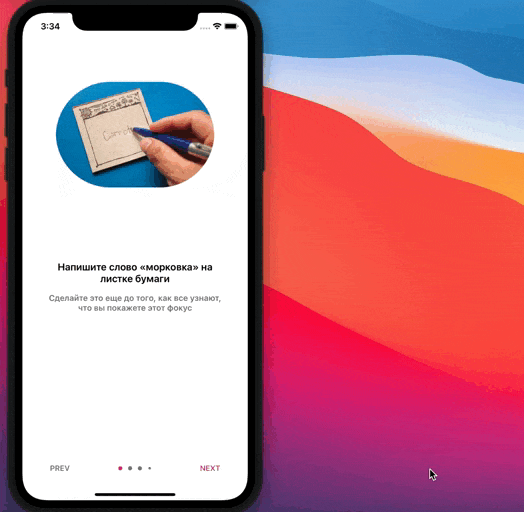 3:34
Carrot
Напишите слово «морковка» на
листке бумаги
Сделайте это еще до того, как все узнают,
что вы покажете этот фокус
PREV
NEXT